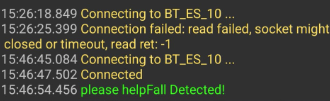 15:26:18.849 Connecting to BT_ES_10 ...
15:26:25.399 Connection failed: read failed, socket might
closed or timeout, read ret: -1
15:46:45.084 Connecting to BT_ES_10 ...
15:46:47.502 Connected
15:46:54.456 please helpFall Detected!